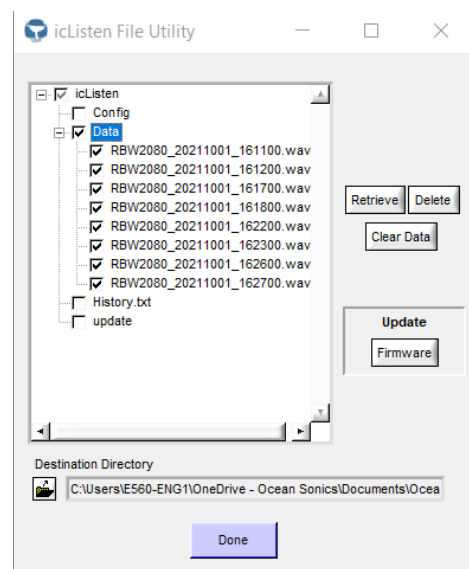 icListen File Utility
icListen
Config
Data
RBW2080_20211001_161100.wav
RBW2080_20211001_161200.wav
RBW2080_20211001_161700.wav
RBW2080_20211001_161800.wav
RBW2080_20211001_162200.wav
RBW2080_20211001_162300.wav
RBW2080_20211001_162600.wav
RBW2080_20211001_162700.wav
History.txt
update
Retrieve Delete
Clear Data
Update
Firmware
Destination Directory
C:\Users\E560-ENG1\OneDrive - Ocean Sonics\Documents\Ocea
Done